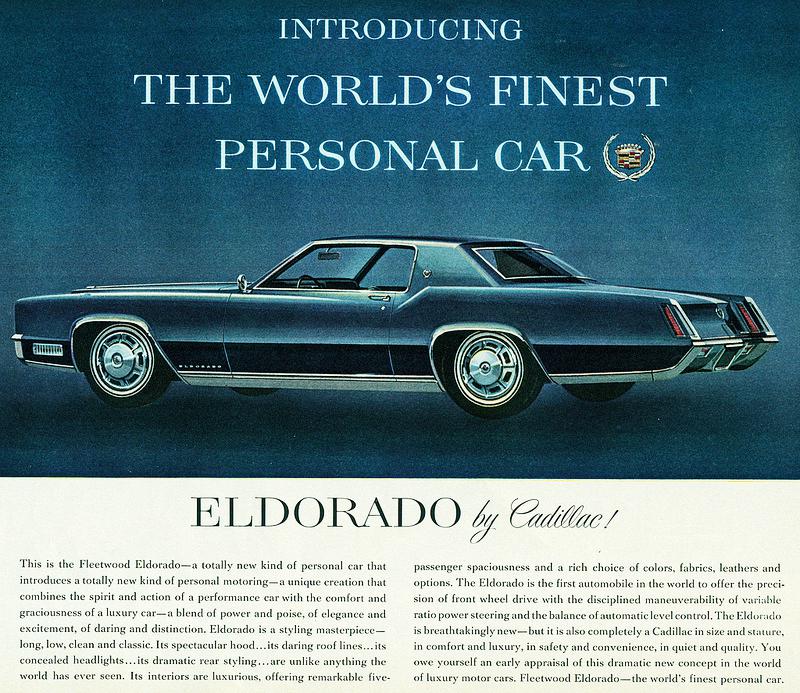 INTRODUCING
THE WORLD'S FINEST
PERSONAL CAR
ELDORADO
ELDORADO by Cadillac!
This is the Fleetwood Eldorado—a totally new kind of personal car that
introduces a totally new kind of personal motoring—a unique creation that
combines the spirit and action of a performance car with the comfort and
graciousness of a luxury car—a blend of power and poise, of elegance and
excitement, of daring and distinction. Eldorado is a styling masterpiece—
long, low, clean and classic. Its spectacular hood...its daring roof lines...its
concealed headlights...its dramatic rear styling...are unlike anything the
world has ever seen. Its interiors are luxurious, offering remarkable five-
passenger spaciousness and a rich choice of colors, fabrics, leathers and
options. The Eldorado is the first automobile in the world to offer the preci-
sion of front wheel drive with the disciplined maneuverability of variable
ratio power steering and the balance of automatic level control. The Eldorado
is breathtakingly new—but it is also completely a Cadillac in size and stature,
in comfort and luxury, in safety and convenience, in quiet and quality. You
owe yourself an early appraisal of this dramatic new concept in the world
of luxury motor cars. Fleetwood Eldorado—the world's finest personal car.